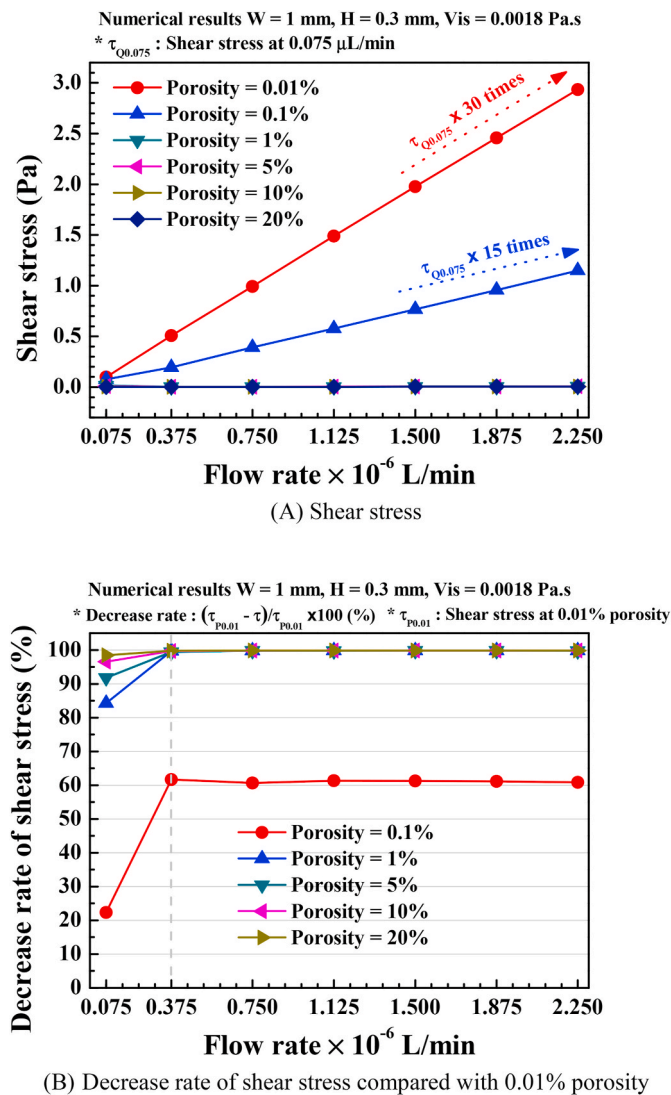 Numerical results W = 1 mm, H = 0.3 mm, Vis = 0.0018 Pa.s
* τQ0.075 : Shear stress at 0.075 μL/min
3.0
2.5
2.0
1.5
1.0
0.5
0.0
Shear stress (Pa)
Porosity = 0.01%
Porosity = 0.1%
Porosity = 1%
Porosity = 5%
Porosity = 10%
Porosity = 20%
τQ0.075 x 30 times
τQ0.075 x 15 times
0.075 0.375 0.750 1.125 1.500 1.875 2.250
Flow rate × 10-6 L/min
(A) Shear stress
Numerical results W = 1 mm, H = 0.3 mm, Vis = 0.0018 Pa.s
* Decrease rate : (τP0.01 - τ)/τP0.01 x100 (%) * τP0.01 : Shear stress at 0.01% porosity
100
90
80
70
60
50
40
30
20
10
0
Decrease rate of shear stress (%)
Porosity = 0.1%
Porosity = 1%
Porosity = 5%
Porosity = 10%
Porosity = 20%
0.075 0.375 0.750 1.125 1.500 1.875 2.250
Flow rate × 10-6 L/min
(B) Decrease rate of shear stress compared with 0.01% porosity